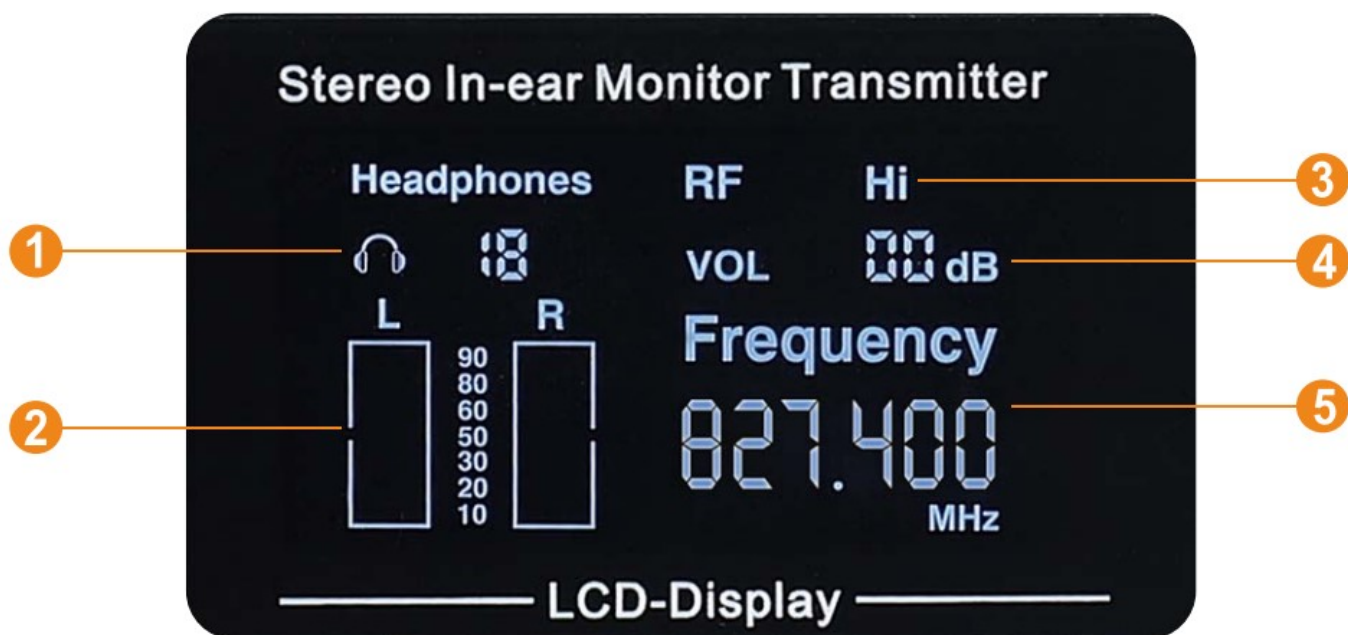 Stereo In-ear Monitor Transmitter
Headphones RF Hi 3
1 18 VOL 00 dB 4
L R Frequency
90
80
60
2 50 827.400 5
30
20
10 MHz
LCD-Display